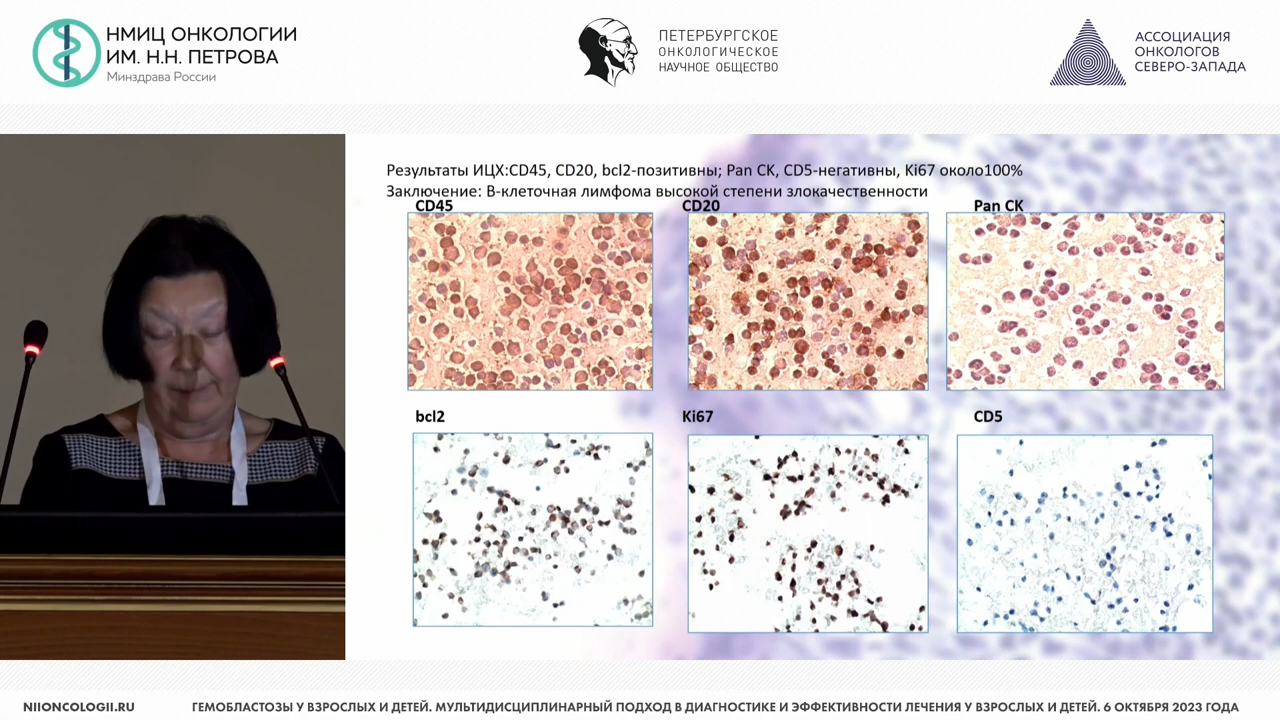 НМИЦ ОНКОЛОГИИ
ИМ. Н.Н. ПЕТРОВА
Минздрава России
ПЕТЕРБУРГСКОЕ
ОНКОЛОГИЧЕСКОЕ
НАУЧНОЕ ОБЩЕСТВО
АССОЦИАЦИЯ
ОНКОЛОГОВ
СЕВЕРО-ЗАПАДА
Результаты ИЦХ:CD45, CD20, bcl2-позитивны; Pan CK, CD5-негативны, Ki67 около100%
Заключение: В-клеточная лимфома высокой степени злокачественности
CD45
CD20
Pan CK
bcl2
Ki67
CD5
NIIONCOLOGII.RU
ГЕМОБЛАСТОЗЫ У ВЗРОСЛЫХ И ДЕТЕЙ. МУЛЬТИДИСЦИПЛИНАРНЫЙ ПОДХОД В ДИАГНОСТИКЕ И ЭФФЕКТИВНОСТИ ЛЕЧЕНИЯ У ВЗРОСЛЫХ И ДЕТЕЙ. 6 ОКТЯБРЯ 2023 ГОДА